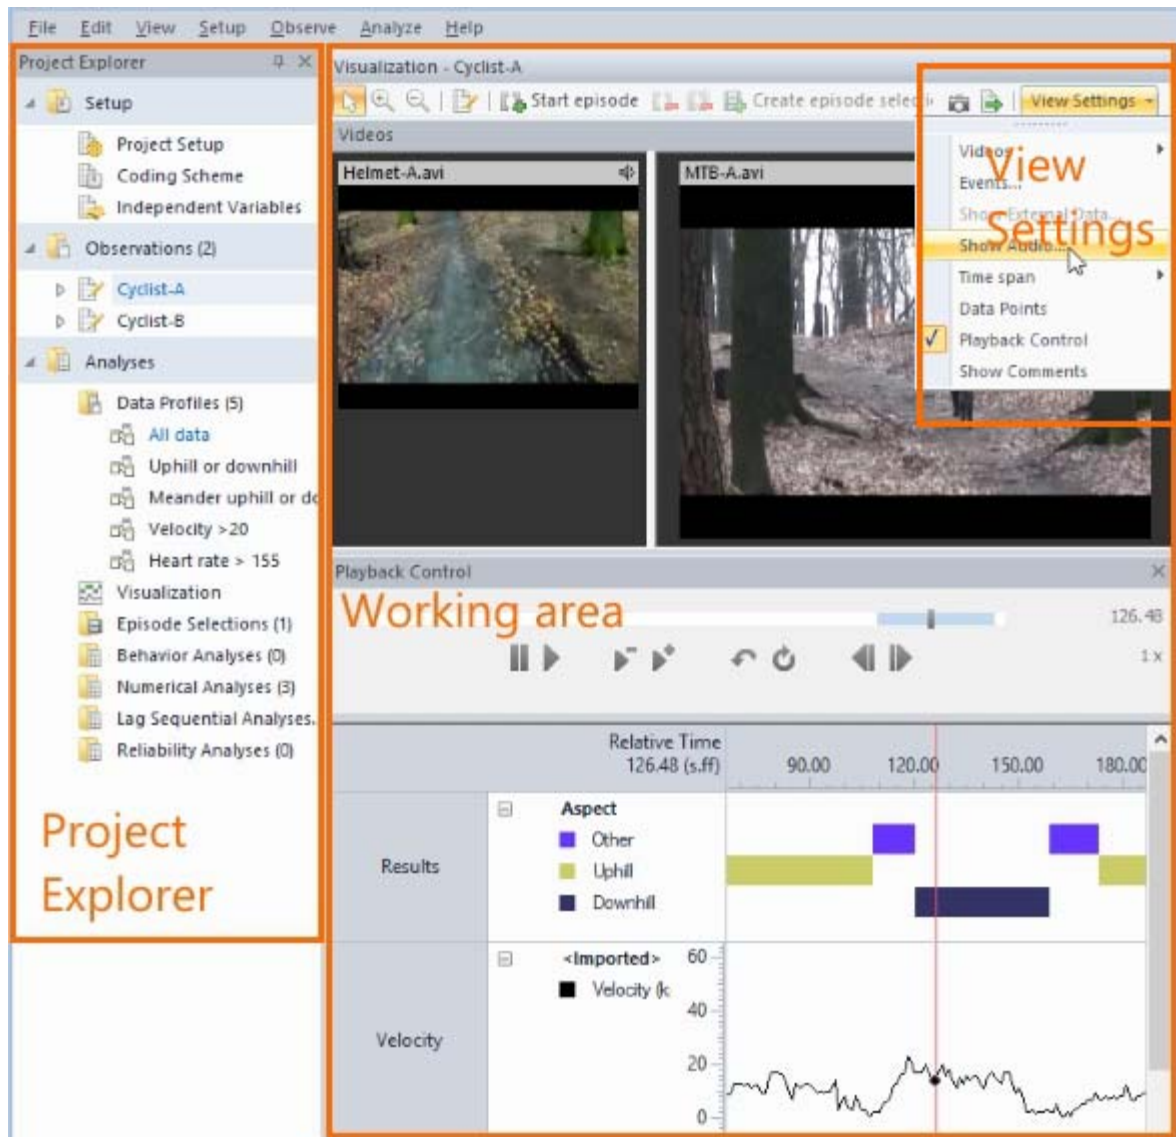 File Edit View Setup Observe Analyze Help
Project Explorer
Setup
Project Setup
Coding Scheme
Independent Variables
Observations (2)
Cyclist-A
Cyclist-B
Analyses
Data Profiles (5)
All data
Uphill or downhill
Meander uphill or do
Velocity >20
Heart rate > 155
Visualization
Episode Selections (1)
Behavior Analyses (0)
Numerical Analyses (3)
Lag Sequential Analyses.
Reliability Analyses (0)
Project
Explorer
Visualization - Cyclist-A
Start episode Create episode selecti View Settings
Videos
Helmet-A.avi
MTB-A.avi
Videos
Events...
Show External Data...
Show Audio...
Time span
Data Points
Playback Control
Show Comments
View
Settings
Playback Control
Working area
126.48
1 x
Relative Time
126.48 (s.ff)
90.00 120.00 150.00 180.00
Results
Aspect
Other
Uphill
Downhill
Velocity
<Imported>
Velocity (k
60
40
20
0